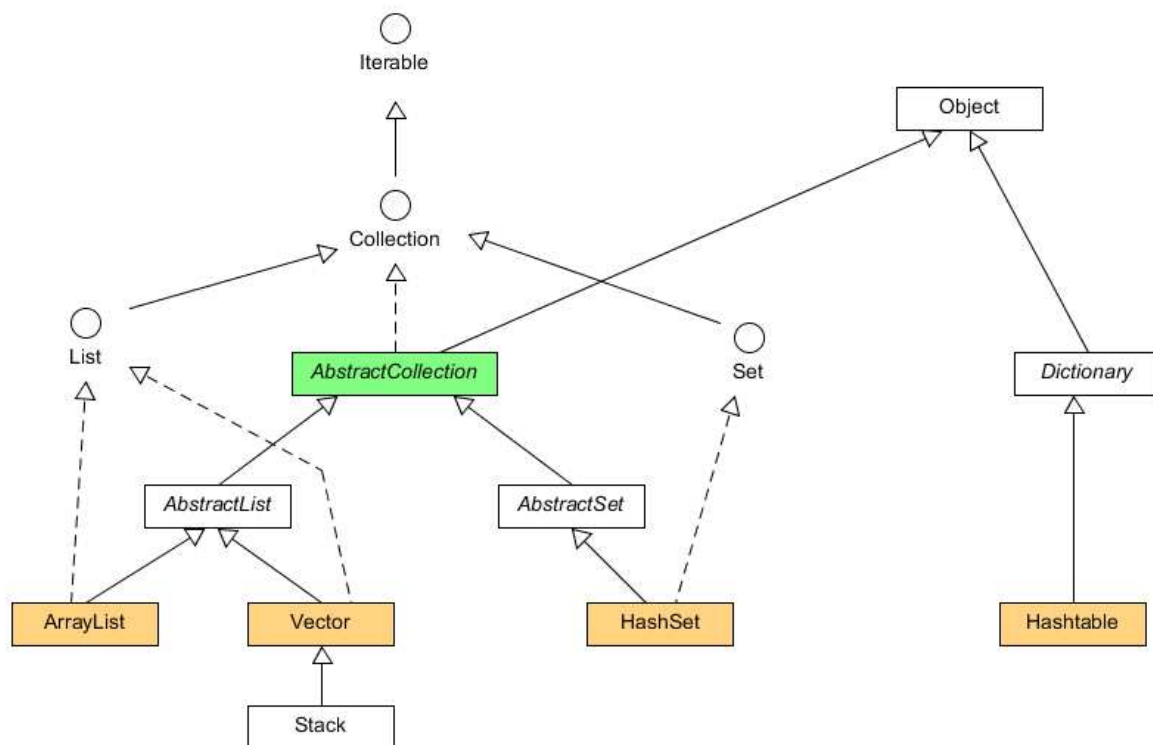 Iterable
Object
Collection
List
AbstractCollection
Set
Dictionary
AbstractList
AbstractSet
ArrayList
Vector
HashSet
Hashtable
Stack